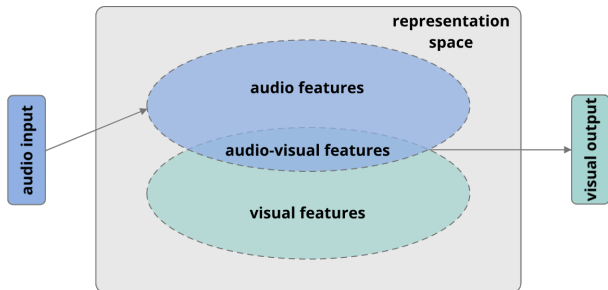 representation
space
audio features
audio input
audio-visual features
visual output
visual features